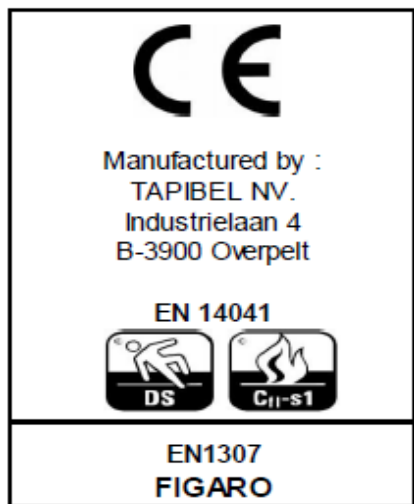 CE
Manufactured by :
TAPIBEL NV.
Industrielaan 4
B-3900 Overpelt
EN 14041
DS Cfl-s1
EN1307
FIGARO